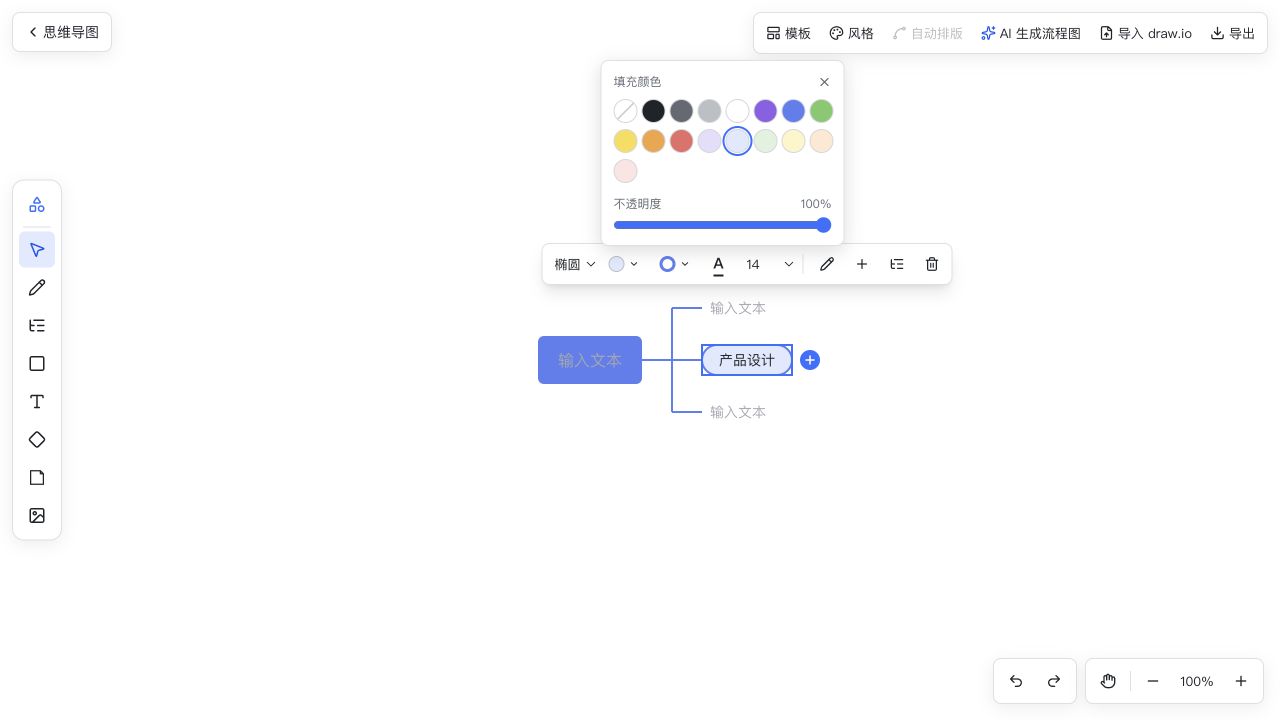 思维导图
模板 风格 自动排版 AI 生成流程图 导入 draw.io 导出
填充颜色
不透明度 100%
椭圆 A 14
输入文本
输入文本 产品设计
输入文本
100%